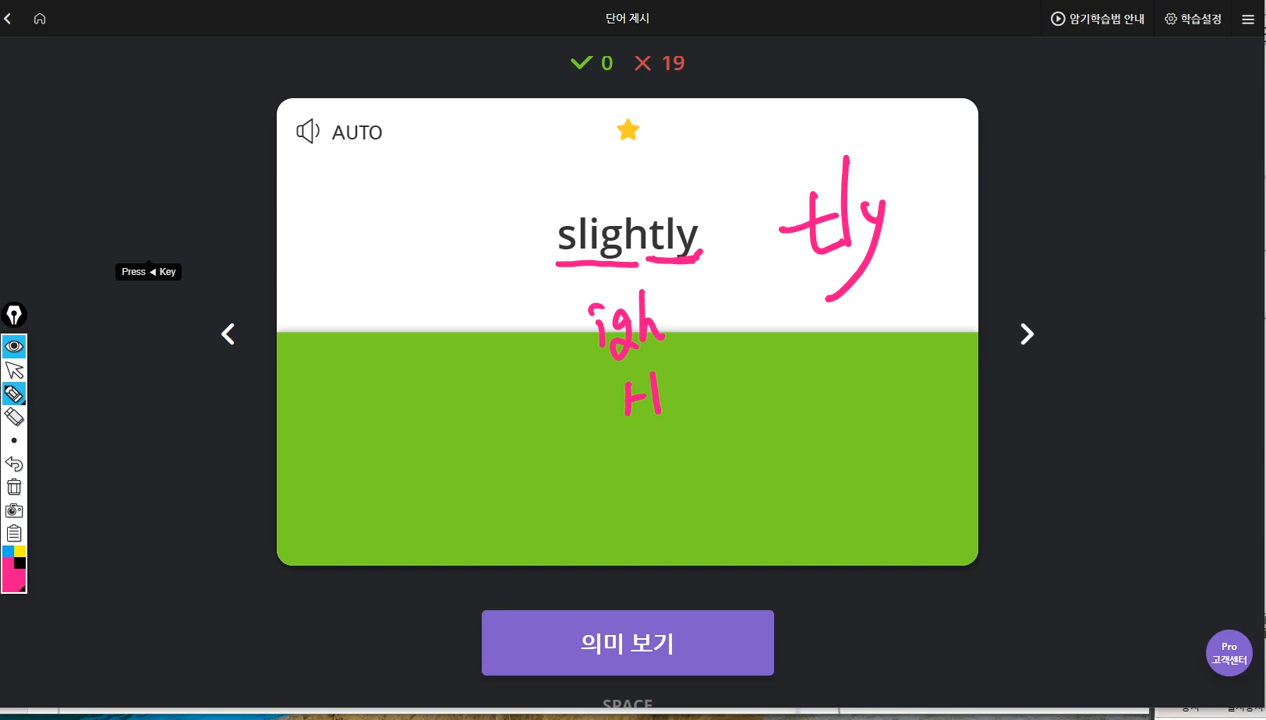 단어 제시
암기학습법 안내
학습설정
0 19
AUTO
slightly
tly
Press ◄ Key
igh
의미 보기
Pro
고객센터
SPACE